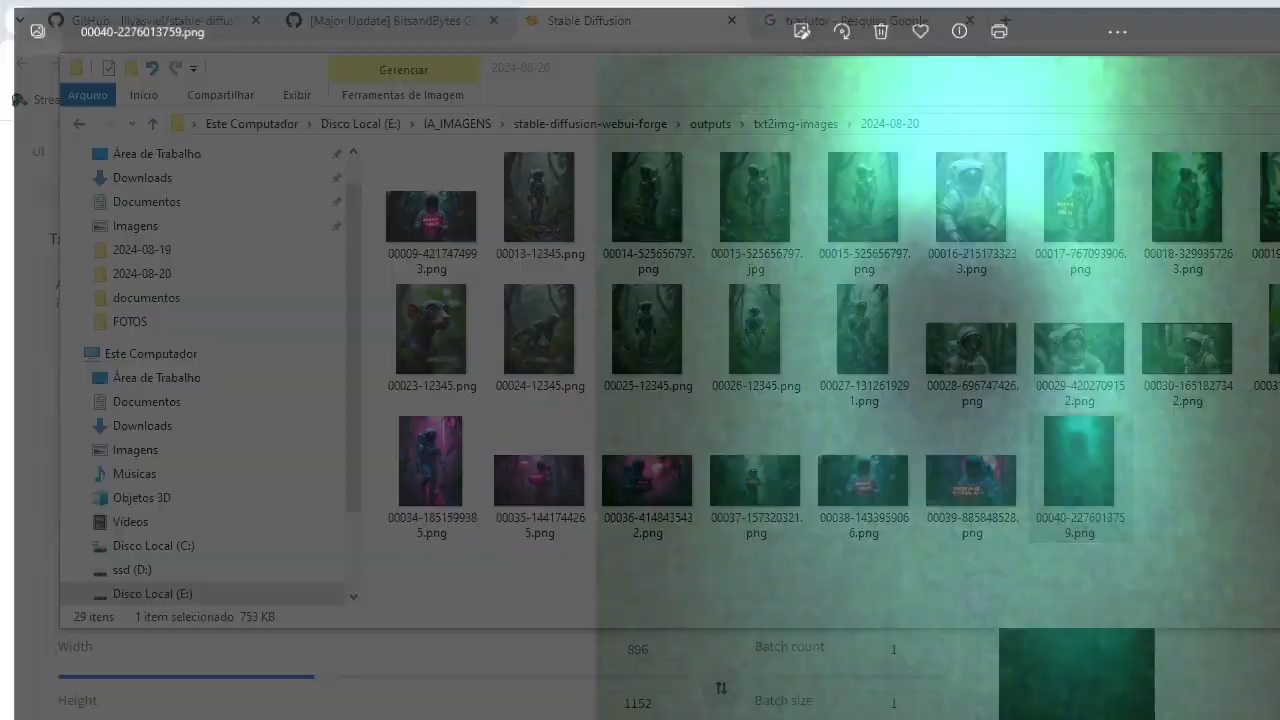 GitHub - lllyasviel/stable-diffus
[Major Update] BitsandBytes G
Stable Diffusion
tradutor - Pesquisa Google
00040-2276013759.png
Gerenciar
2024-08-20
Strea
Arquivo
Início
Compartilhar
Exibir
Ferramentas de Imagem
Este Computador > Disco Local (E:) > IA_IMAGENS > stable-diffusion-webui-forge > outputs > txt2img-images > 2024-08-20
UI
Área de Trabalho
Downloads
Documentos
Imagens
2024-08-19
2024-08-20
documentos
FOTOS
Este Computador
Área de Trabalho
Documentos
Downloads
Imagens
Músicas
Objetos 3D
Vídeos
Disco Local (C:)
ssd (D:)
Disco Local (E:)
00009-421747499
3.png
00013-12345.png
00014-525656797.
png
00015-525656797.
jpg
00015-525656797.
png
00016-215173323
3.png
00017-767093906.
png
00018-329935726
3.png
00019
00023-12345.png
00024-12345.png
00025-12345.png
00026-12345.png
00027-131261929
1.png
00028-696747426.
png
00029-420270915
2.png
00030-165182734
2.png
00034-185159938
5.png
00035-144174426
5.png
00036-414843543
2.png
00037-157320321.
png
00038-143395906
6.png
00039-885848528.
png
00040-227601375
9.png
29 itens
1 item selecionado 753 KB
Width
896
Batch count
1
Height
1152
Batch size
1